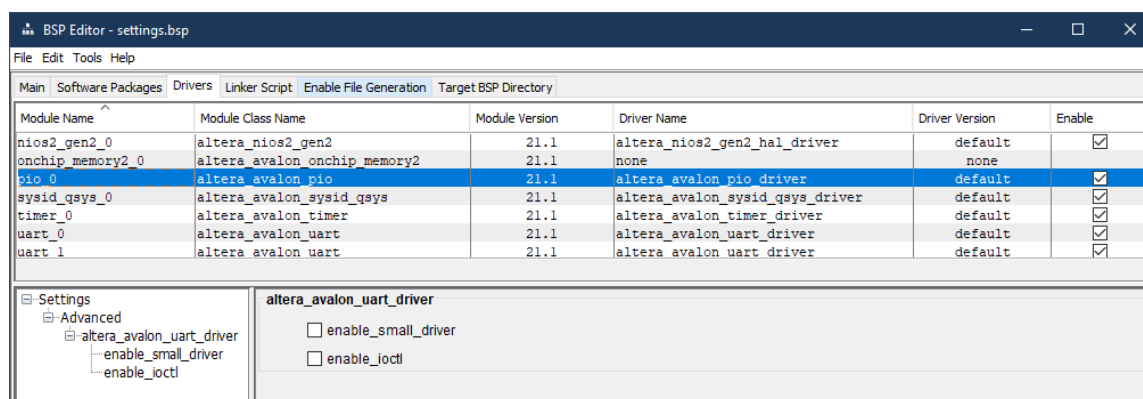 BSP Editor - settings.bsp
File Edit Tools Help
Main Software Packages Drivers Linker Script Enable File Generation Target BSP Directory
Module Name Module Class Name Module Version Driver Name Driver Version Enable
nios2_gen2_0 altera_nios2_gen2 21.1 altera_nios2_gen2_hal_driver default
onchip_memory2_0 altera_avalon_onchip_memory2 21.1 none none
pio_0 altera_avalon_pio 21.1 altera_avalon_pio_driver default
sysid_qsys_0 altera_avalon_sysid_qsys 21.1 altera_avalon_sysid_qsys_driver default
timer_0 altera_avalon_timer 21.1 altera_avalon_timer_driver default
uart_0 altera_avalon_uart 21.1 altera_avalon_uart_driver default
uart_1 altera_avalon_uart 21.1 altera_avalon_uart_driver default
Settings
Advanced
altera_avalon_uart_driver
enable_small_driver
enable_ioctl
altera_avalon_uart_driver
enable_small_driver
enable_ioctl